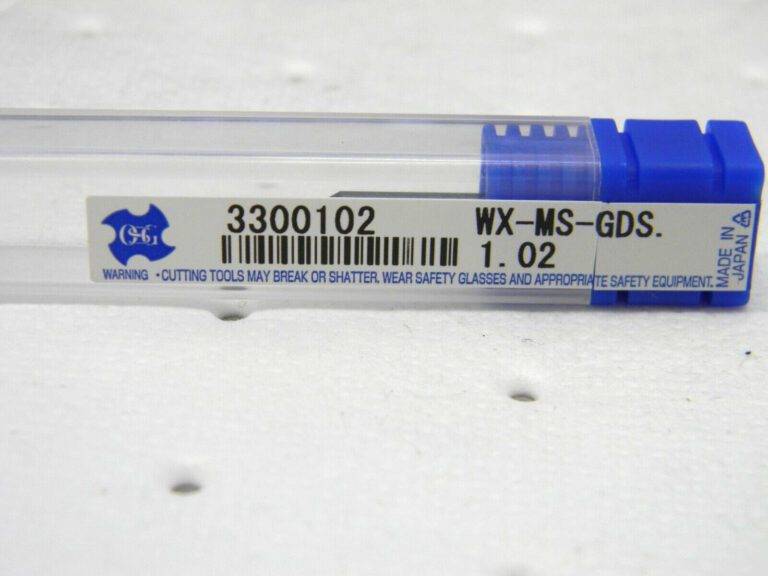 OSG
3300102
WX-MS-GDS.
1.02
WARNING •CUTTING TOOLS MAY BREAK OR SHATTER. WEAR SAFETY GLASSES AND APPROPRIATE SAFETY EQUIPMENT.
MADE IN
JAPAN